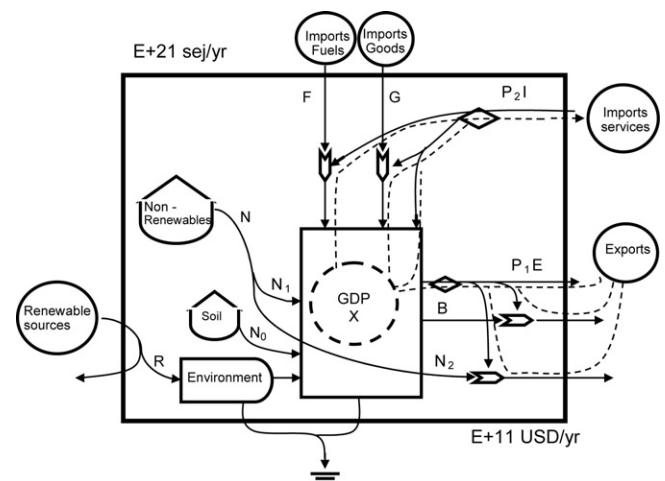 Imports
Fuels
Imports
Goods
E+21 sej/yr
F
G
P2I
Imports
services
Non -
Renewables
N
N1
P1E
Exports
GDP
X
B
Renewable
sources
Soil
N0
N2
R
Environment
E+11 USD/yr